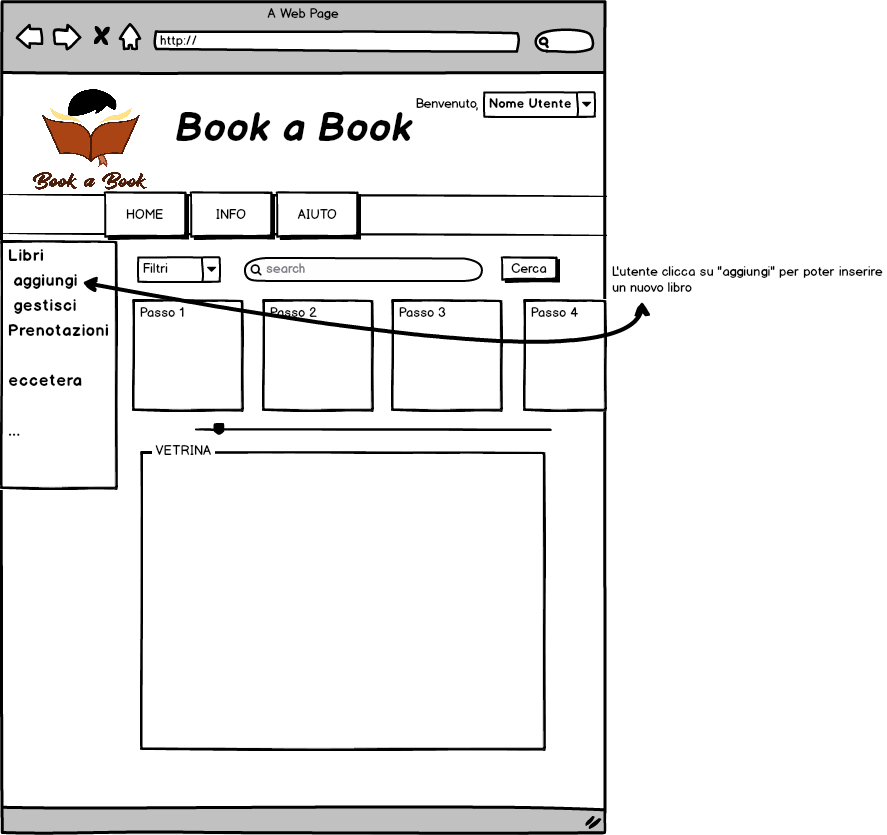 A Web Page
http://
Benvenuto, Nome Utente
Book a Book
Book a Book
HOME INFO AIUTO
Libri
aggiungi
gestisci
Prenotazioni
eccetera
...
Filtri search Cerca
L'utente clicca su "aggiungi" per poter inserire
un nuovo libro
Passo 1 Passo 2 Passo 3 Passo 4
VETRINA